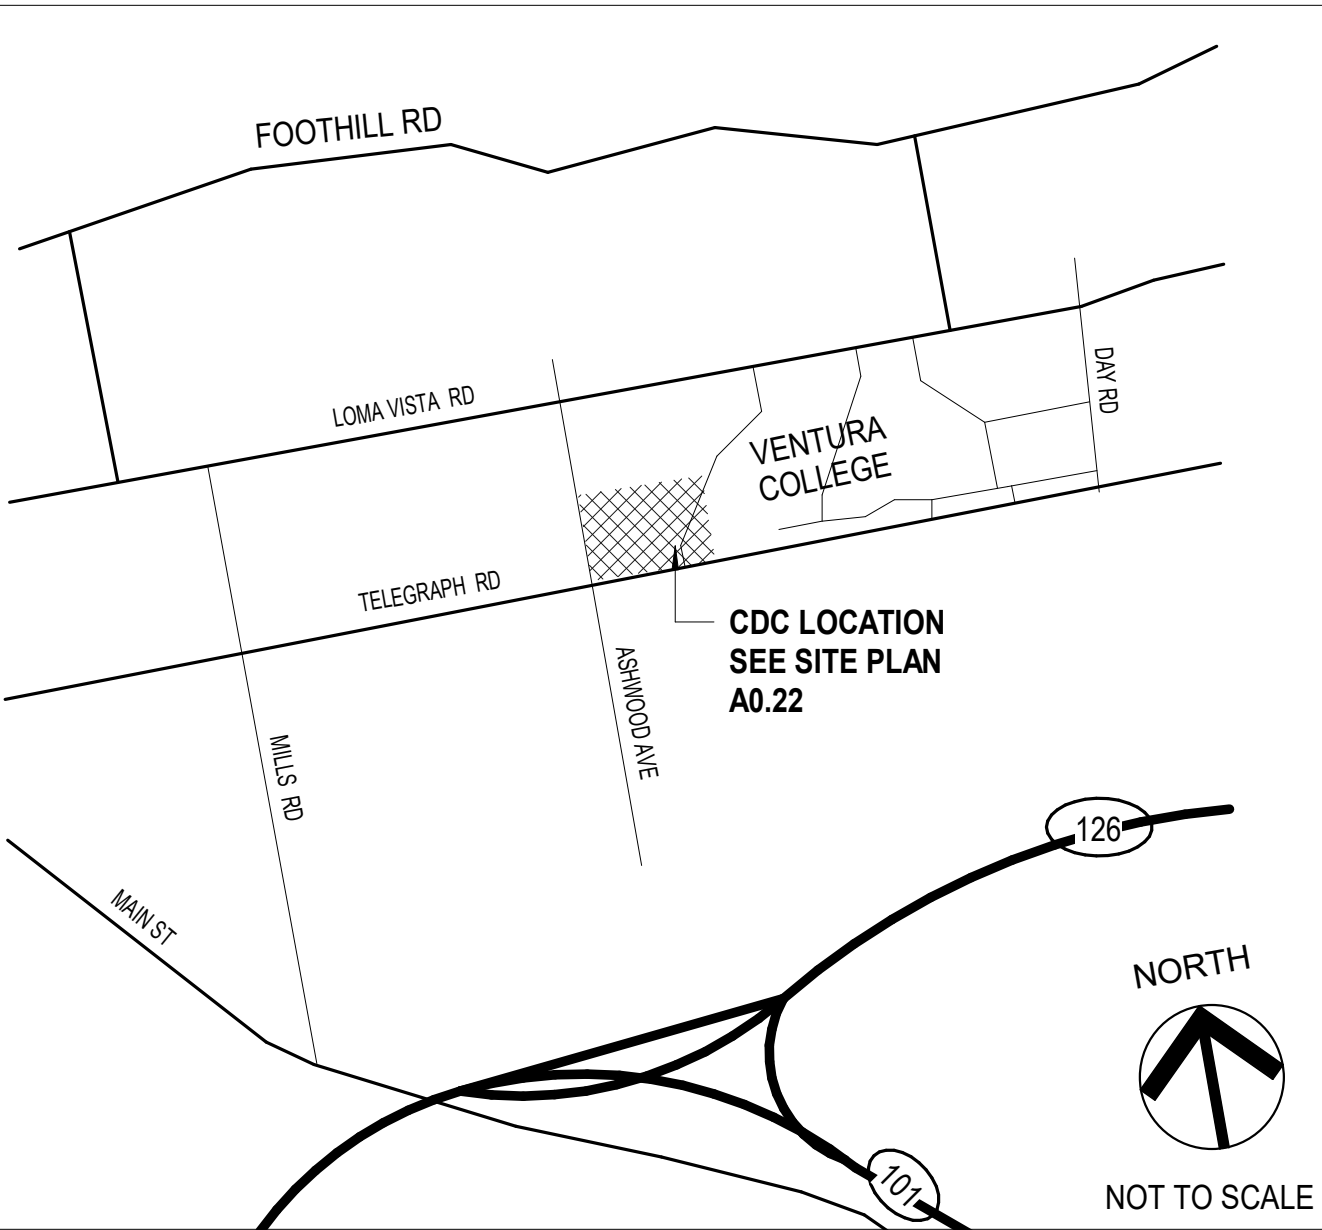 FOOTHILL RD
LOMA VISTA RD
DAY RD
VENTURA
COLLEGE
TELEGRAPH RD
CDC LOCATION
SEE SITE PLAN
A0.22
ASHWOOD AVE
MILLS RD
126
MAIN ST
NORTH
101
NOT TO SCALE